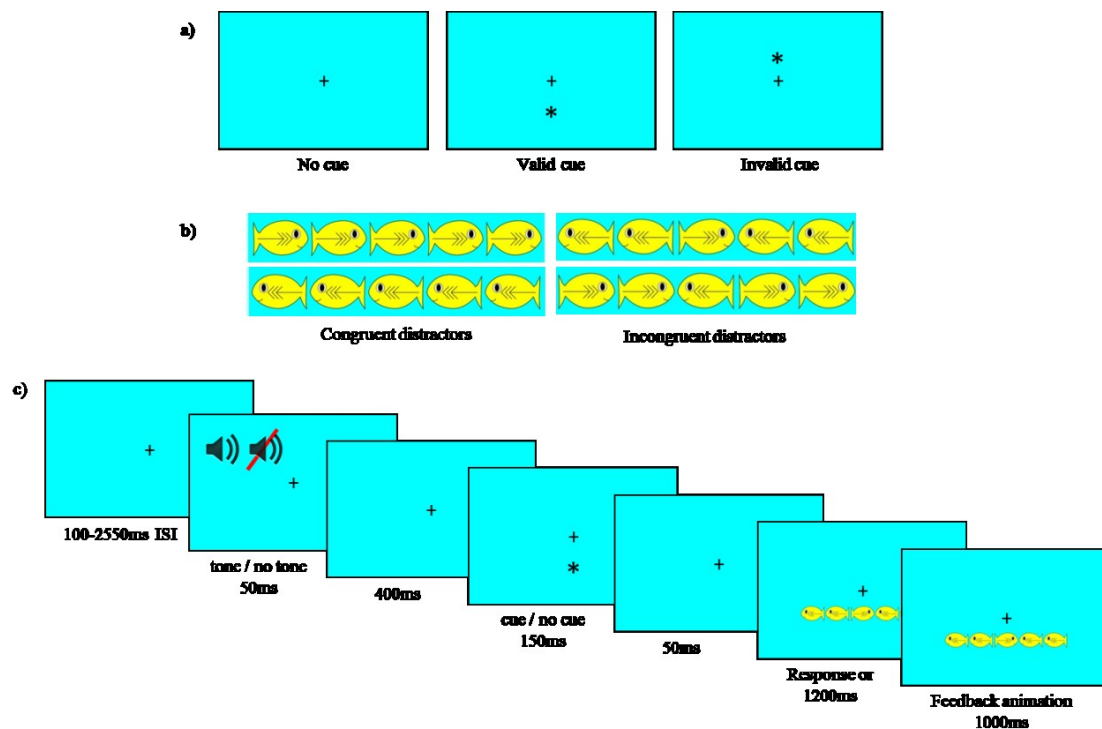 a)
No cue
Valid cue
Invalid cue
b)
Congruent distractors
Incongruent distractors
c)
100-2550ms ISI
tone / no tone
50ms
400ms
cue / no cue
150ms
50ms
Response or
1200ms
Feedback animation
1000ms